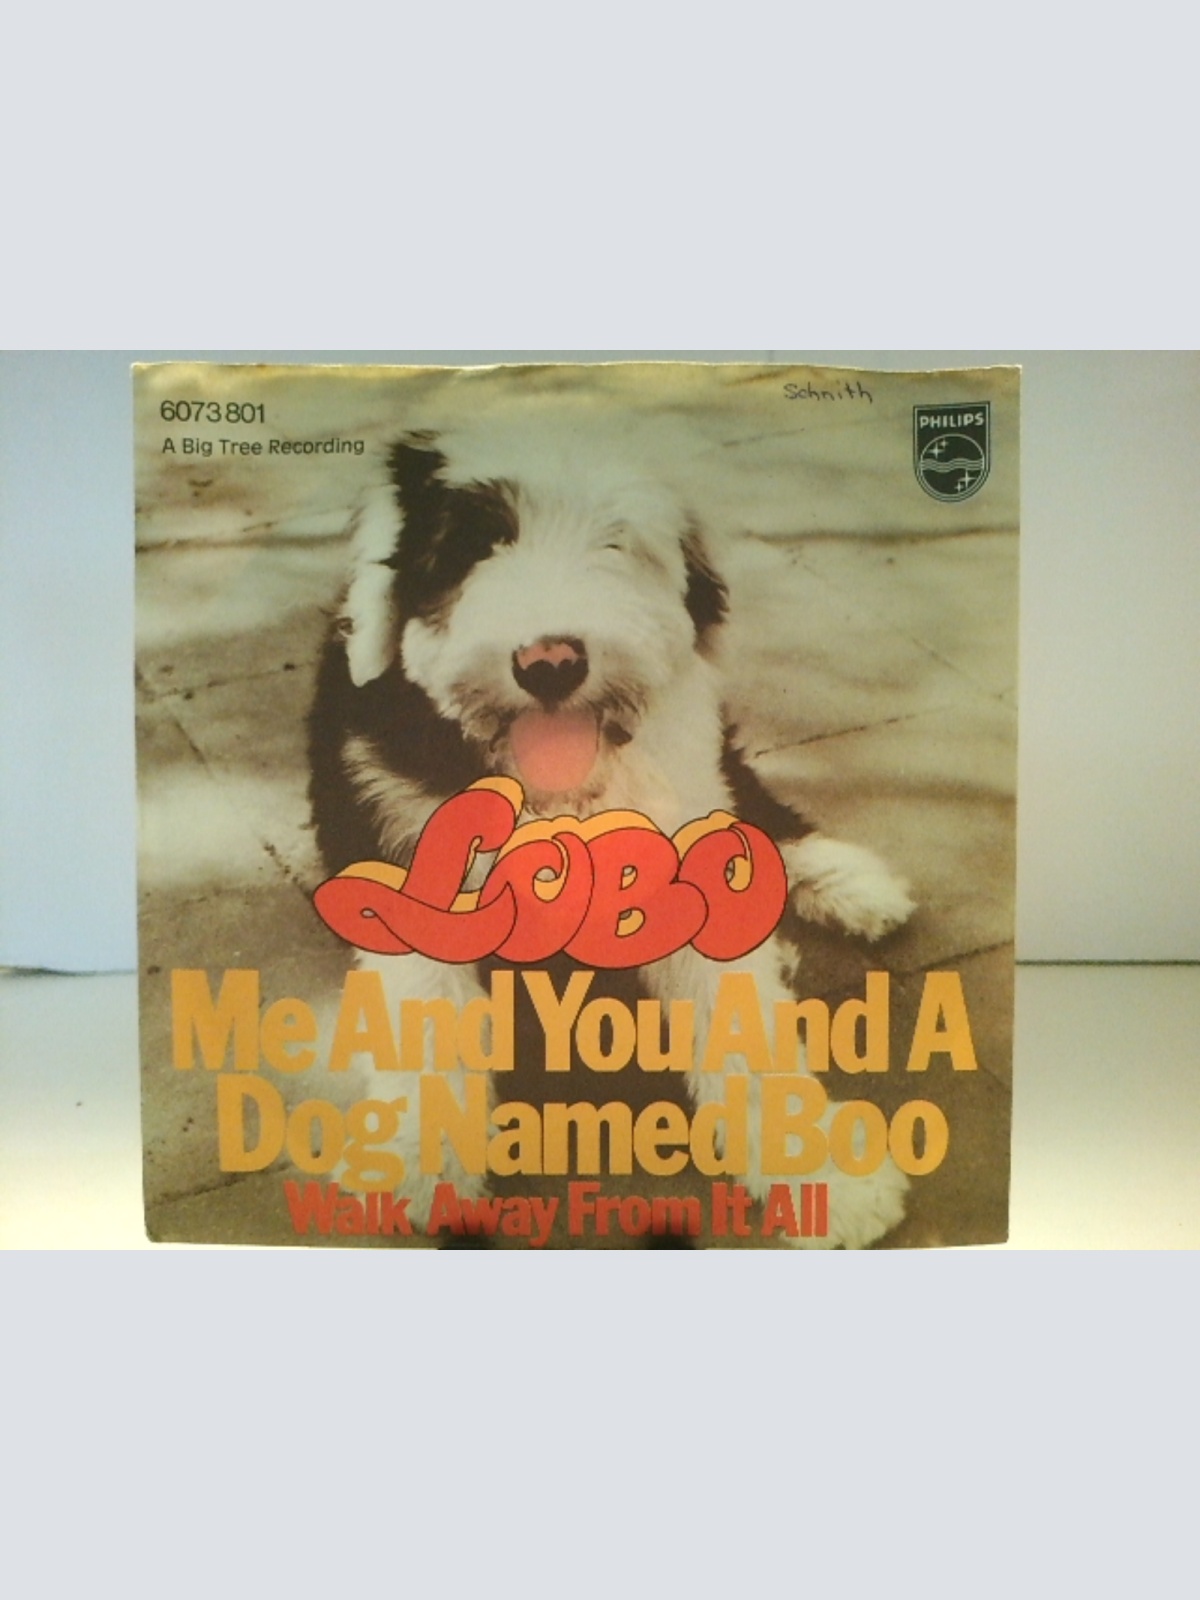 Schnith
6073 801
PHILIPS
A Big Tree Recording
LOBO
Me And You And A
Dog Named Boo
Walk Away From It All